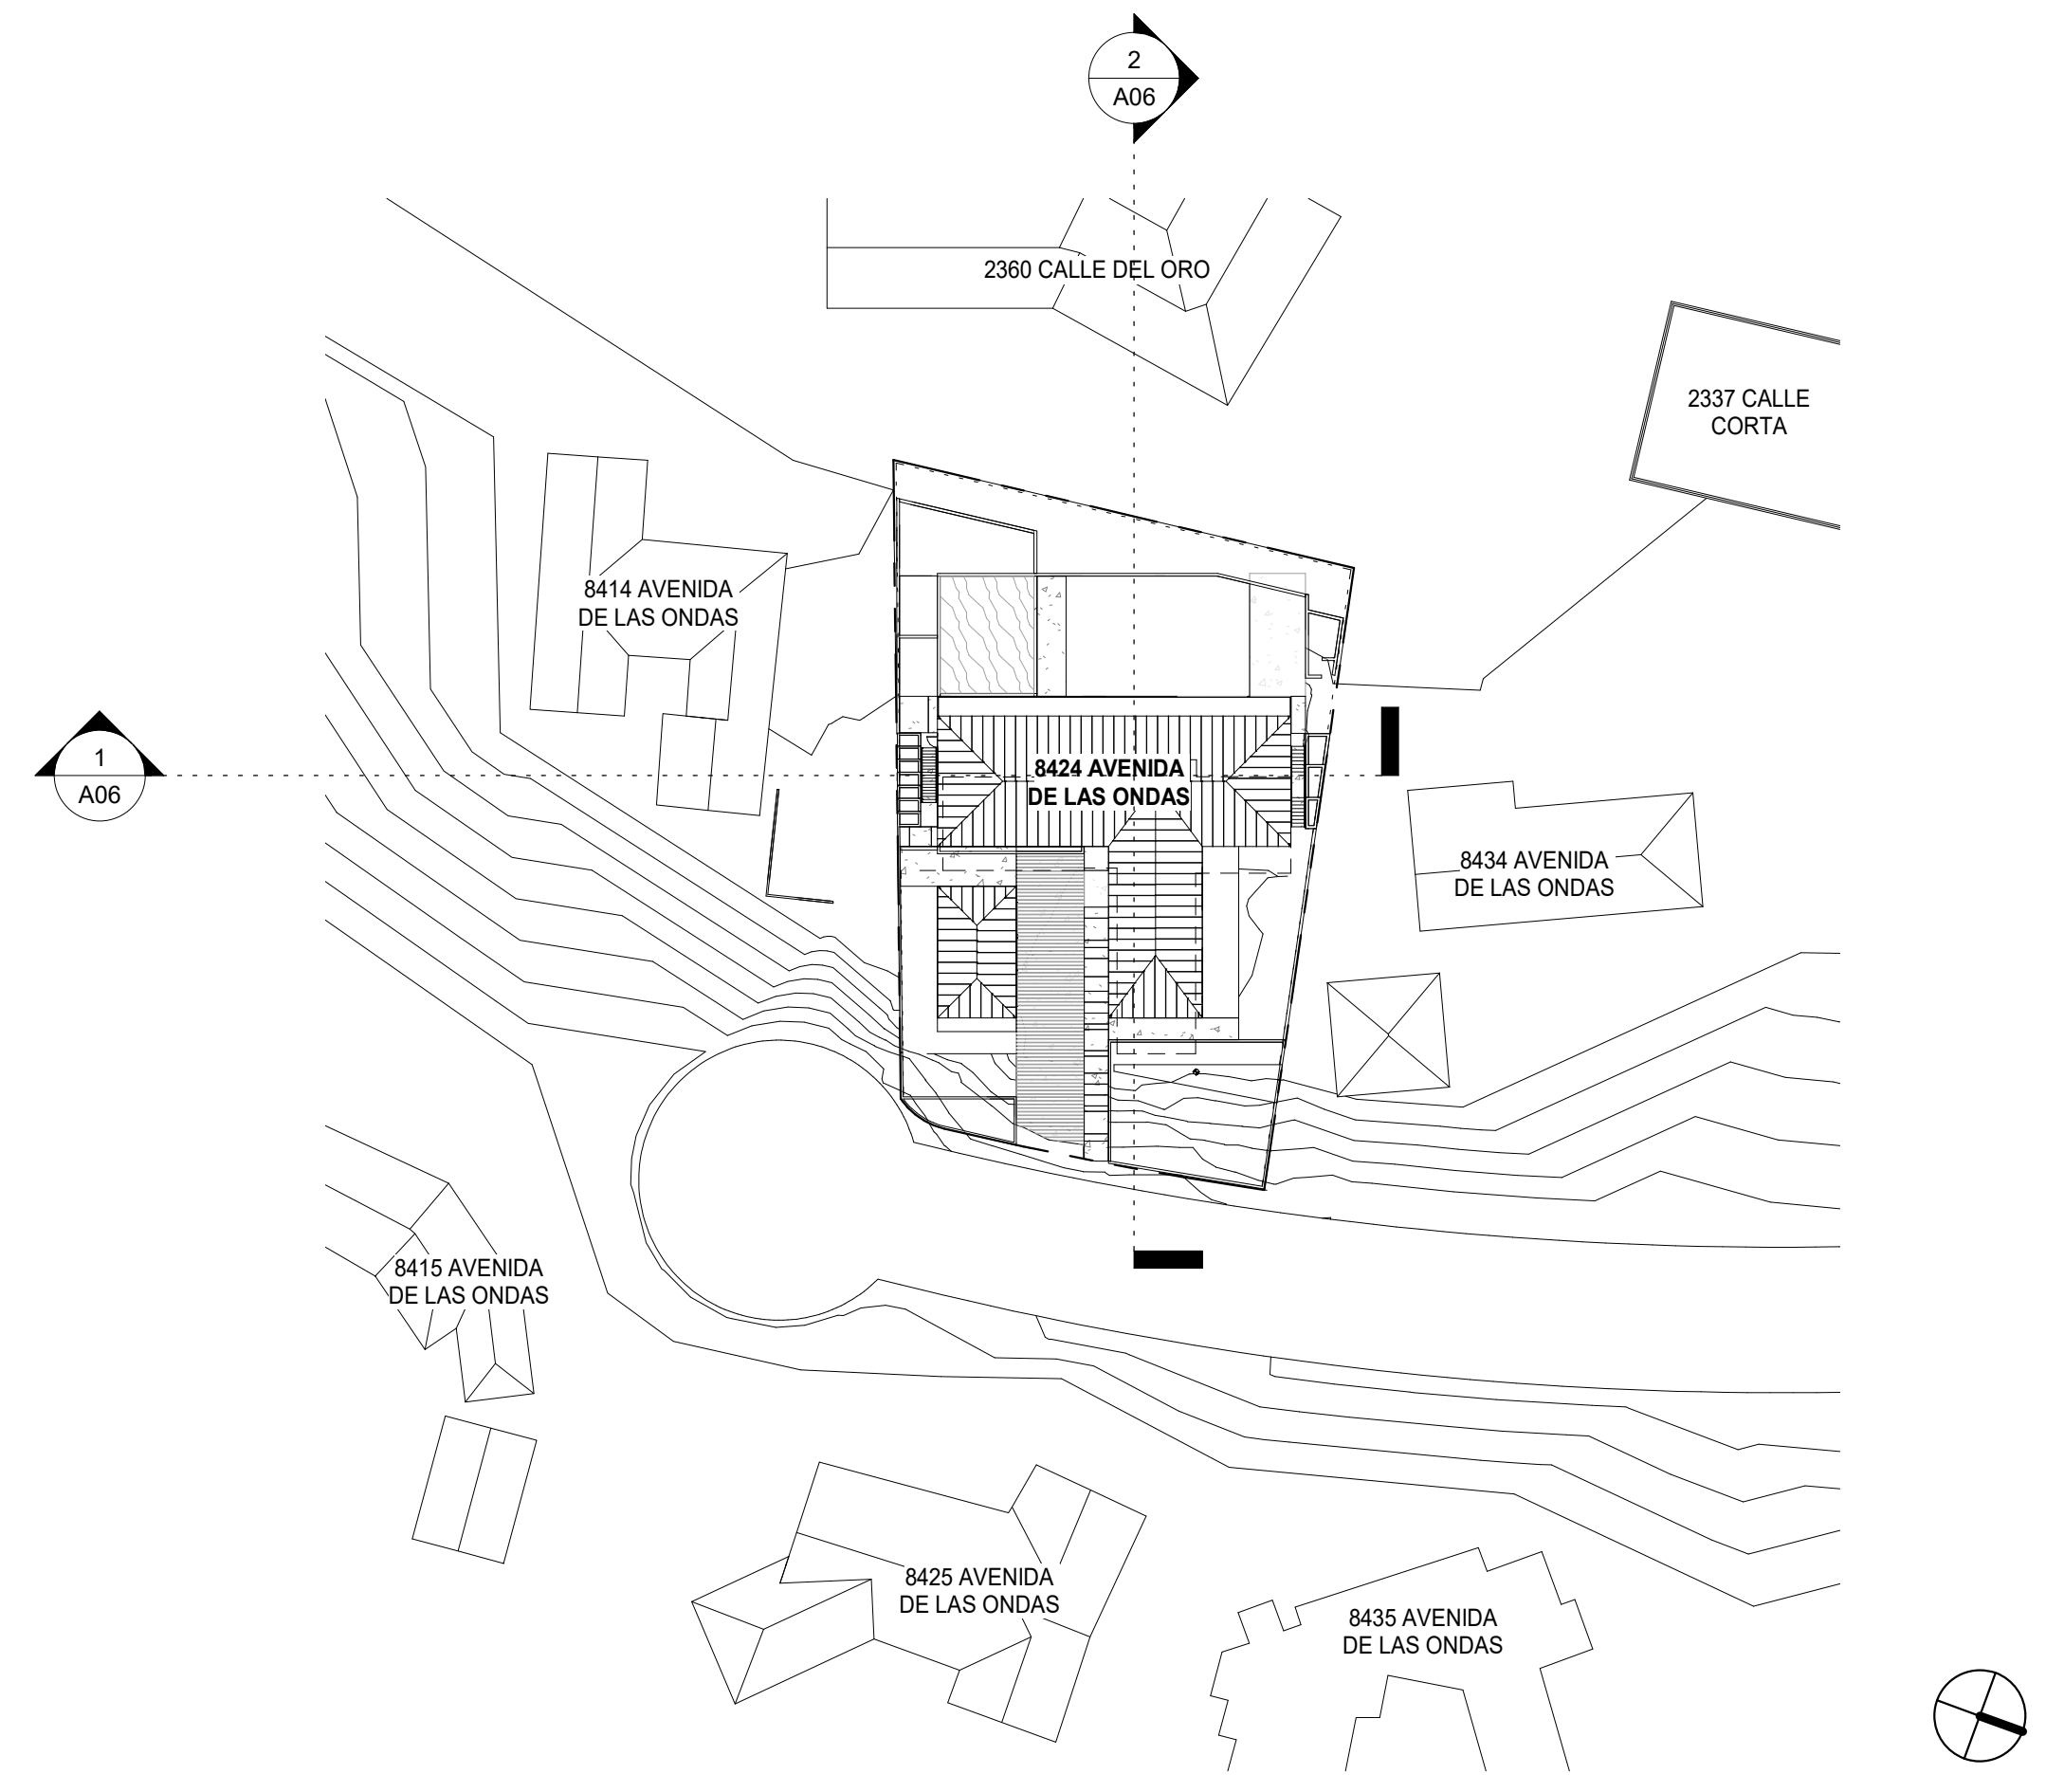 2
A06
2360 CALLE DEL ORO
2337 CALLE
CORTA
8414 AVENIDA
DE LAS ONDAS
1
A06
8424 AVENIDA
DE LAS ONDAS
8434 AVENIDA
DE LAS ONDAS
8415 AVENIDA
DE LAS ONDAS
8425 AVENIDA
DE LAS ONDAS
8435 AVENIDA
DE LAS ONDAS